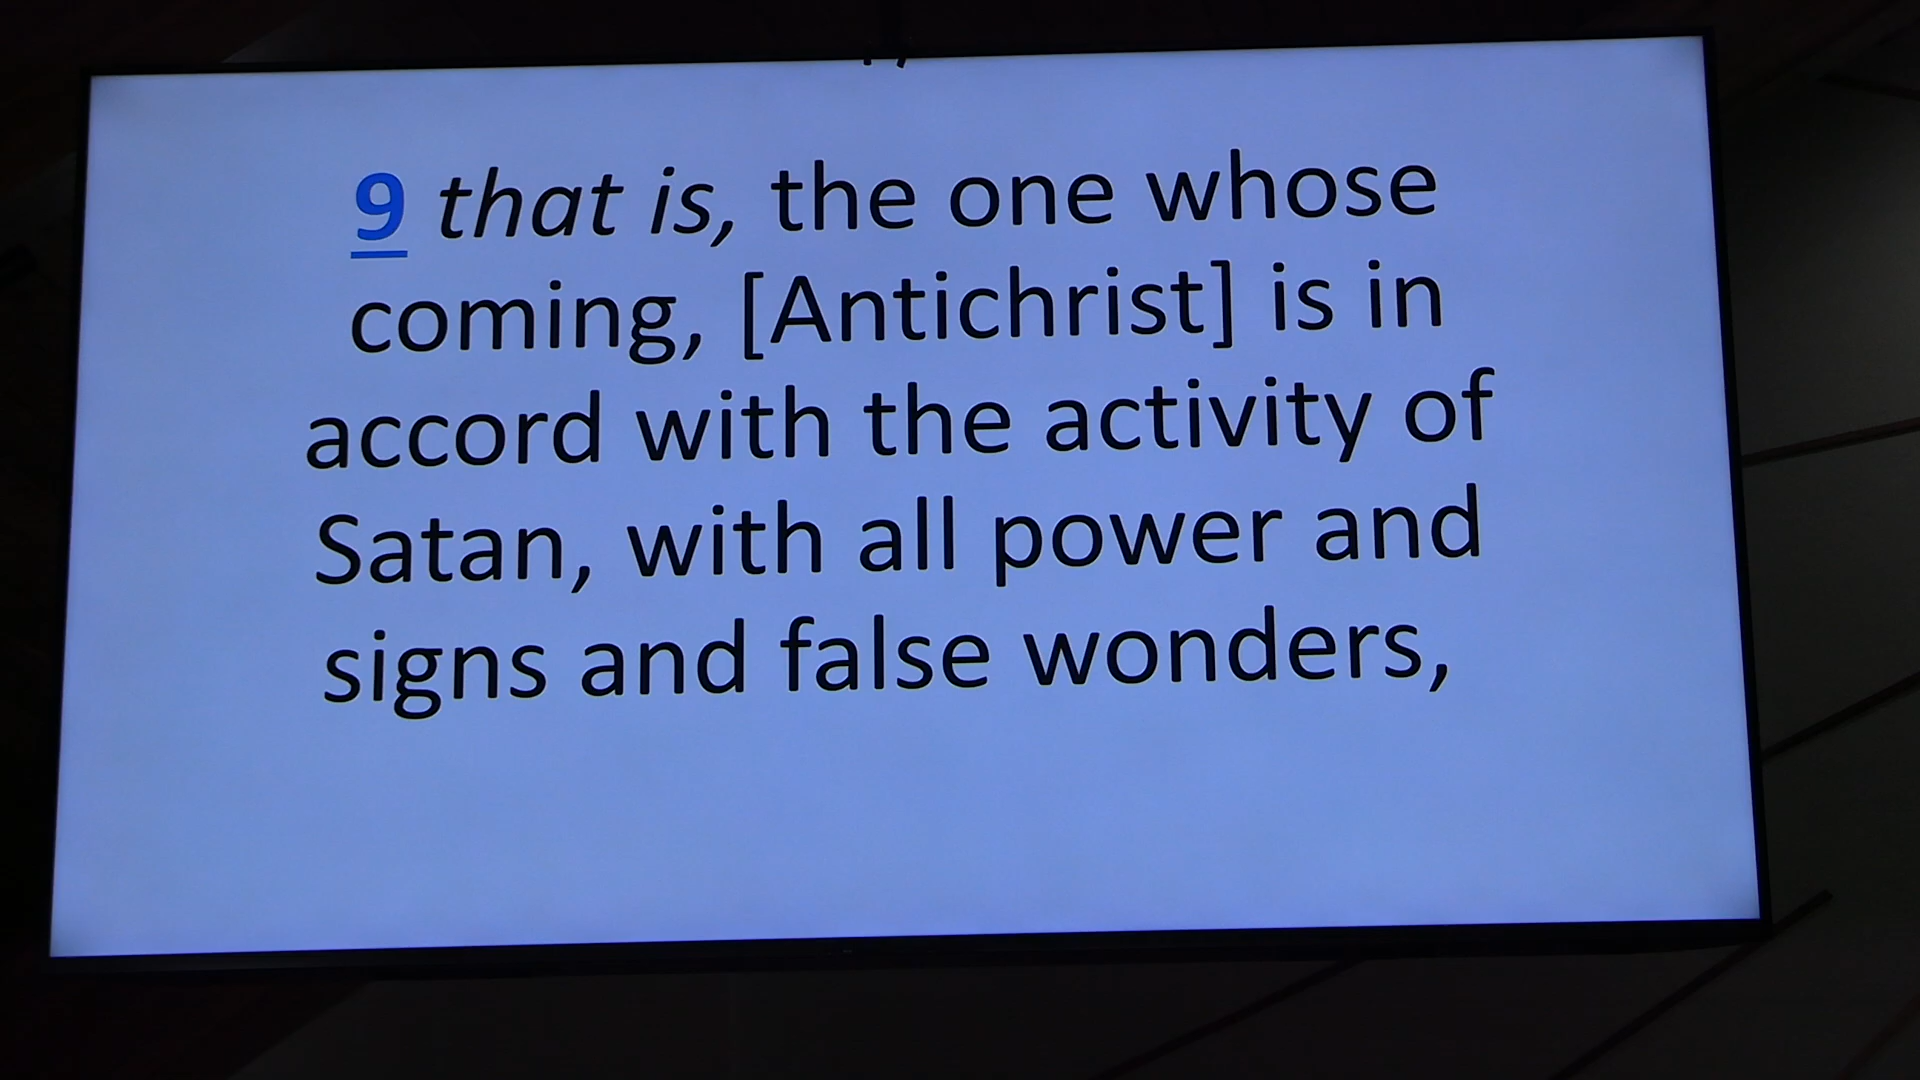 9 that is, the one whose
coming, [Antichrist] is in
accord with the activity of
Satan, with all power and
signs and false wonders,